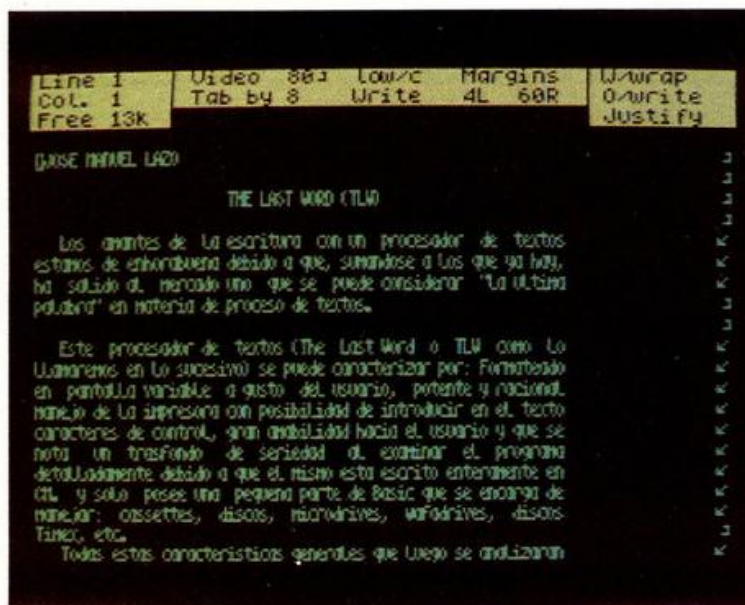 Line 1 Video 80 low/c Margins W/wrap
Col. 1 Tab by 8 Write 4L 60R O/write
Free 13K Justify
JOSE MANUEL LAZO
THE LAST WORD (TLW)
Los amantes de la escritura con un procesador de textos
estamos de enhorabuena debido a que, sumandose a los que ya hay,
ha salido al mercado uno que se puede considerar "la ultima
palabra" en materia de proceso de textos.
Este procesador de textos (The Last Word o TLW como lo
llamaremos en lo sucesivo) se puede caracterizar por: Formateado
en pantalla variable a gusto del usuario, potente y racional
manejo de la impresora con posibilidad de introducir en el texto
caracteres de control, gran amabilidad hacia el usuario y que se
nota un trasfondo de seriedad al examinar el programa
detalladamente debido a que el mismo esta escrito enteramente en
CM. y solo posee una pequena parte de Basic que se encarga de
manejar: cassettes, discos, microdrives, wafadrives, discos
Timex, etc.
Todas estas caracteristicas generales que luego se analizaran